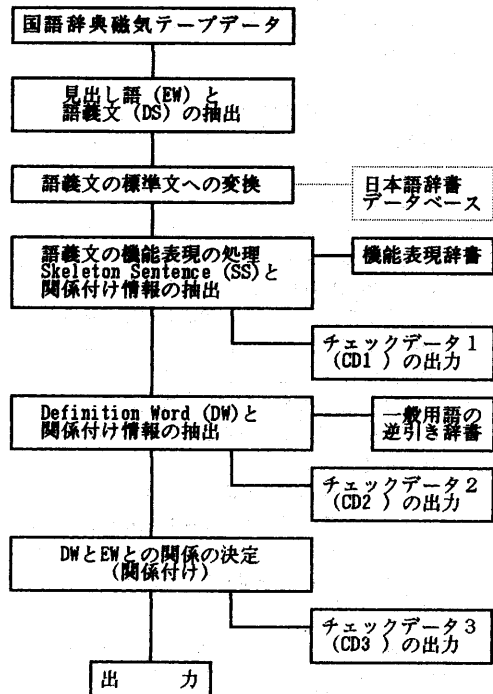 国語辞典磁気テープデータ
見出し語 (EW) と
語義文 (DS) の抽出
語義文の標準文への変換
日本語辞書
データベース
語義文の機能表現の処理
Skeleton Sentence (SS)と
関係付け情報の抽出
機能表現辞書
チェックデータ1
(CD1 ) の出力
Definition Word (DW)と
関係付け情報の抽出
一般用語の
逆引き辞書
チェックデータ2
(CD2 ) の出力
DWとEWとの関係の決定
(関係付け)
チェックデータ3
(CD3 ) の出力
出 力